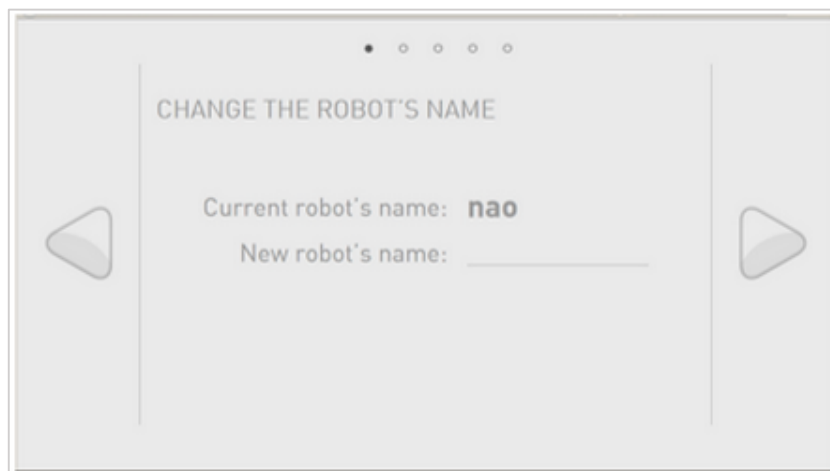 CHANGE THE ROBOT'S NAME
Current robot's name: nao
New robot's name: